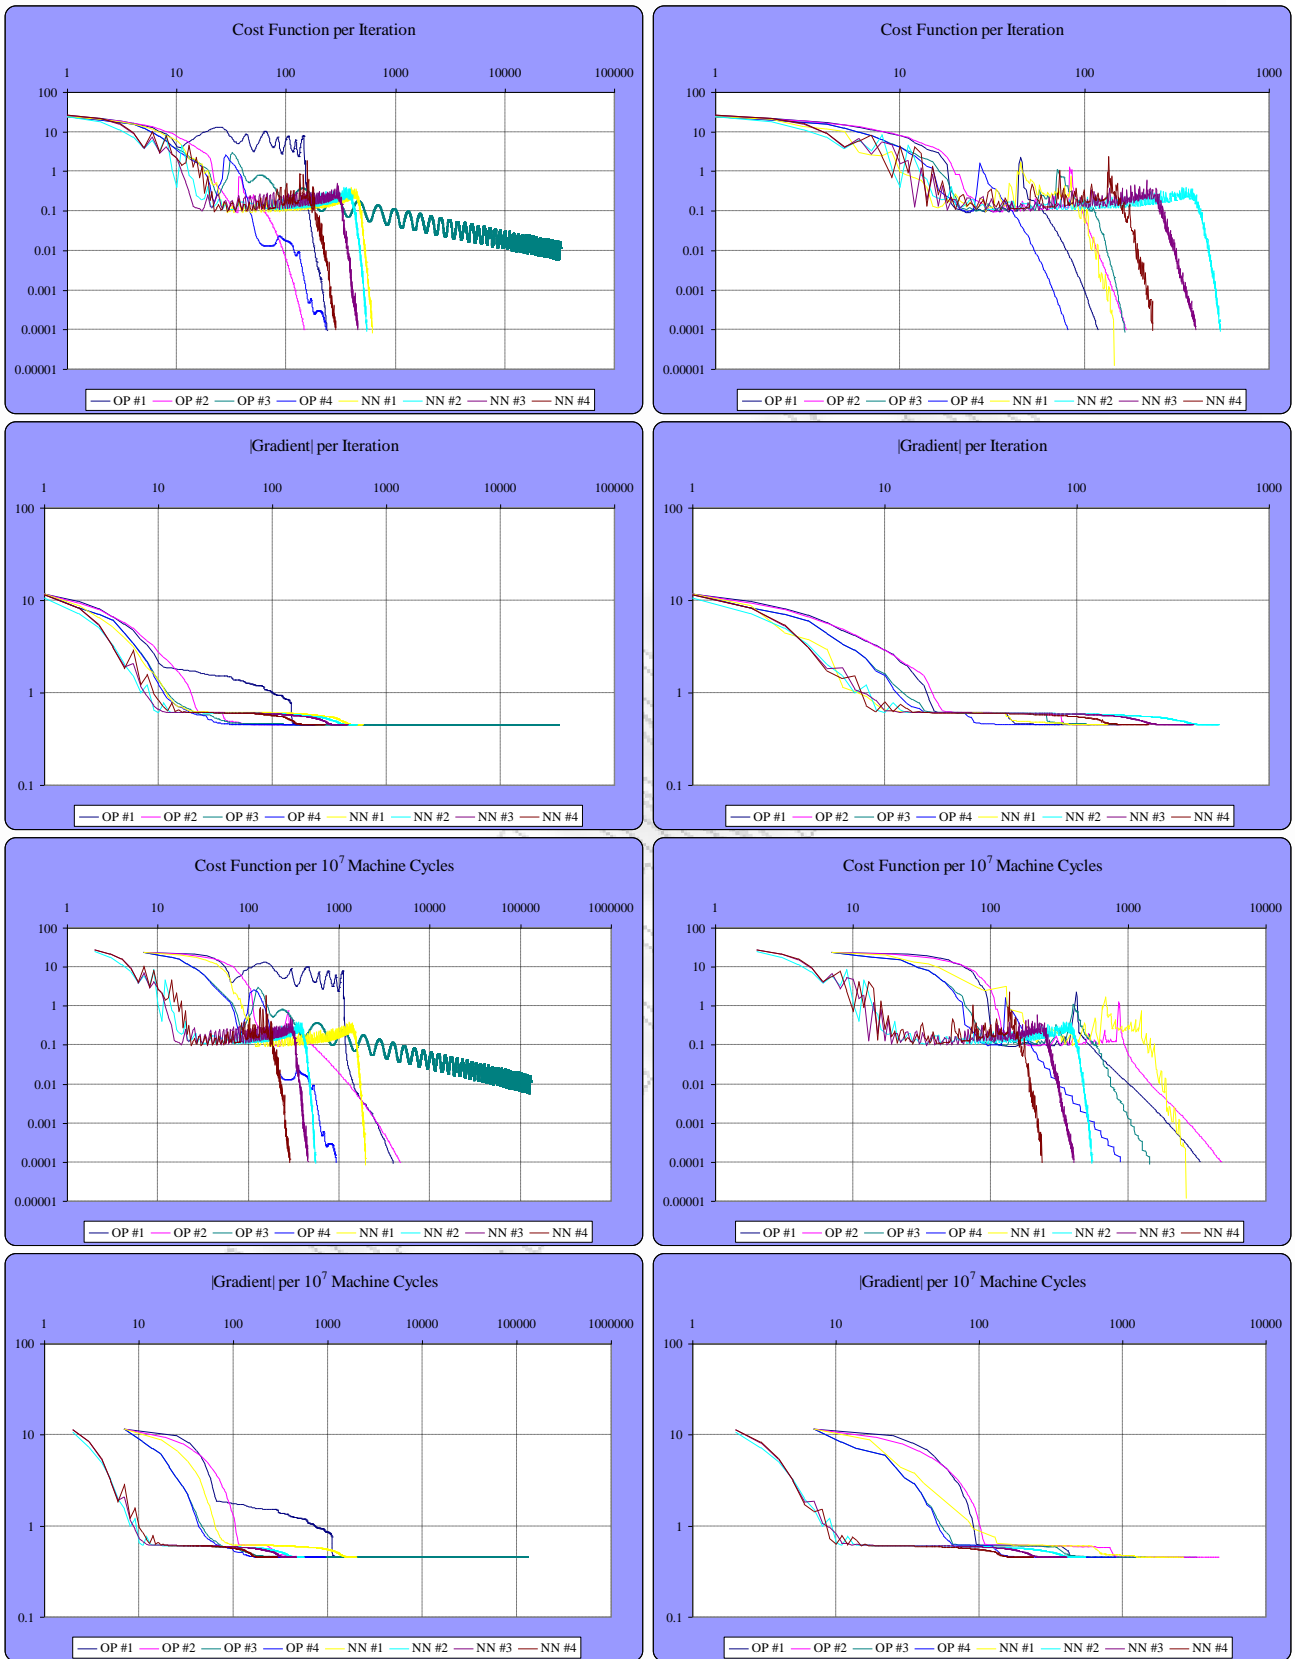 Cost Function per Iteration
1 10 100 1000 10000 100000
100
10
1
0.1
0.01
0.001
0.0001
0.00001
OP #1 OP #2 OP #3 OP #4 NN #1 NN #2 NN #3 NN #4
Cost Function per Iteration
1 10 100 1000
100
10
1
0.1
0.01
0.001
0.0001
0.00001
OP #1 OP #2 OP #3 OP #4 NN #1 NN #2 NN #3 NN #4
|Gradient| per Iteration
1 10 100 1000 10000 100000
100
10
1
0.1
OP #1 OP #2 OP #3 OP #4 NN #1 NN #2 NN #3 NN #4
|Gradient| per Iteration
1 10 100 1000
100
10
1
0.1
OP #1 OP #2 OP #3 OP #4 NN #1 NN #2 NN #3 NN #4
Cost Function per 10⁷ Machine Cycles
1 10 100 1000 10000 100000 1000000
100
10
1
0.1
0.01
0.001
0.0001
0.00001
OP #1 OP #2 OP #3 OP #4 NN #1 NN #2 NN #3 NN #4
Cost Function per 10⁷ Machine Cycles
1 10 100 1000 10000
100
10
1
0.1
0.01
0.001
0.0001
0.00001
OP #1 OP #2 OP #3 OP #4 NN #1 NN #2 NN #3 NN #4
|Gradient| per 10⁷ Machine Cycles
1 10 100 1000 10000 100000 1000000
100
10
1
0.1
OP #1 OP #2 OP #3 OP #4 NN #1 NN #2 NN #3 NN #4
|Gradient| per 10⁷ Machine Cycles
1 10 100 1000 10000
100
10
1
0.1
OP #1 OP #2 OP #3 OP #4 NN #1 NN #2 NN #3 NN #4